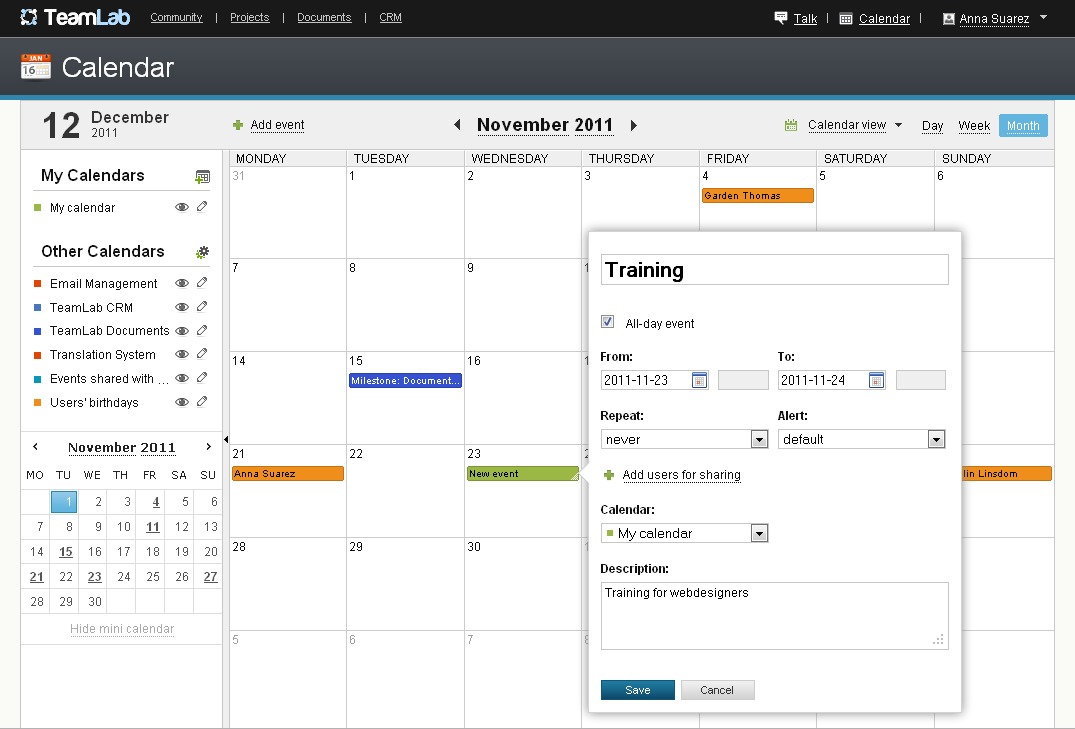 TeamLab Community | Projects | Documents | CRM Talk | Calendar | Anna Suarez
JAN
16 Calendar
12 December
2011
Add event November 2011 Calendar view Day Week Month
MONDAY TUESDAY WEDNESDAY THURSDAY FRIDAY SATURDAY SUNDAY
My Calendars
My calendar
Other Calendars
Email Management
TeamLab CRM
TeamLab Documents
Translation System
Events shared with ...
Users' birthdays
November 2011
MO TU WE TH FR SA SU
1 2 3 4 5 6
7 8 9 10 11 12 13
14 15 16 17 18 19 20
21 22 23 24 25 26 27
28 29 30
Hide mini calendar
31 1 2 3 4 5 6
Garden Thomas
7 8 9
14 15 16
Milestone: Document...
21 22 23
Anna Suarez New event lin Linsdom
28 29 30
5 6 7 8
Training
All-day event
From: To:
2011-11-23 2011-11-24
Repeat: Alert:
never default
Add users for sharing
Calendar:
My calendar
Description:
Training for webdesigners
Save Cancel